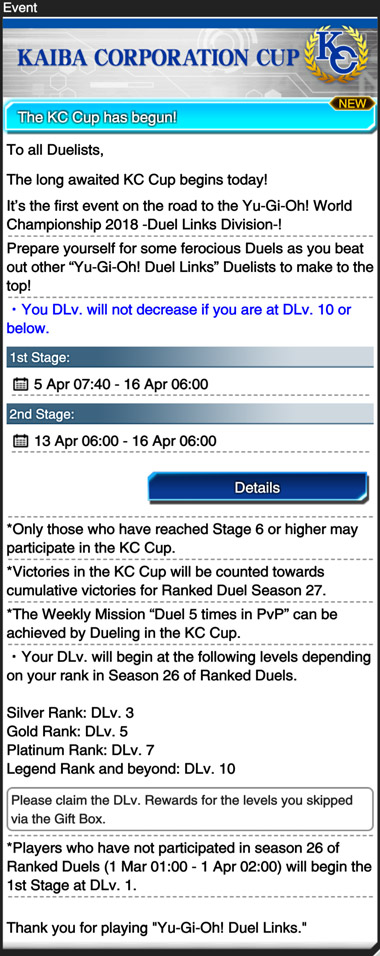 Event
KAIBA CORPORATION CUP
KC
NEW
The KC Cup has begun!
To all Duelists,
The long awaited KC Cup begins today!
It's the first event on the road to the Yu-Gi-Oh! World
Championship 2018 -Duel Links Division-!
Prepare yourself for some ferocious Duels as you beat
out other “Yu-Gi-Oh! Duel Links” Duelists to make to the
top!
・You DLv. will not decrease if you are at DLv. 10 or
below.
1st Stage:
5 Apr 07:40 - 16 Apr 06:00
2nd Stage:
13 Apr 06:00 - 16 Apr 06:00
Details
*Only those who have reached Stage 6 or higher may
participate in the KC Cup.
*Victories in the KC Cup will be counted towards
cumulative victories for Ranked Duel Season 27.
*The Weekly Mission “Duel 5 times in PvP” can be
achieved by Dueling in the KC Cup.
・Your DLv. will begin at the following levels depending
on your rank in Season 26 of Ranked Duels.
Silver Rank: DLv. 3
Gold Rank: DLv. 5
Platinum Rank: DLv. 7
Legend Rank and beyond: DLv. 10
Please claim the DLv. Rewards for the levels you skipped
via the Gift Box.
*Players who have not participated in season 26 of
Ranked Duels (1 Mar 01:00 - 1 Apr 02:00) will begin the
1st Stage at DLv. 1.
Thank you for playing "Yu-Gi-Oh! Duel Links."